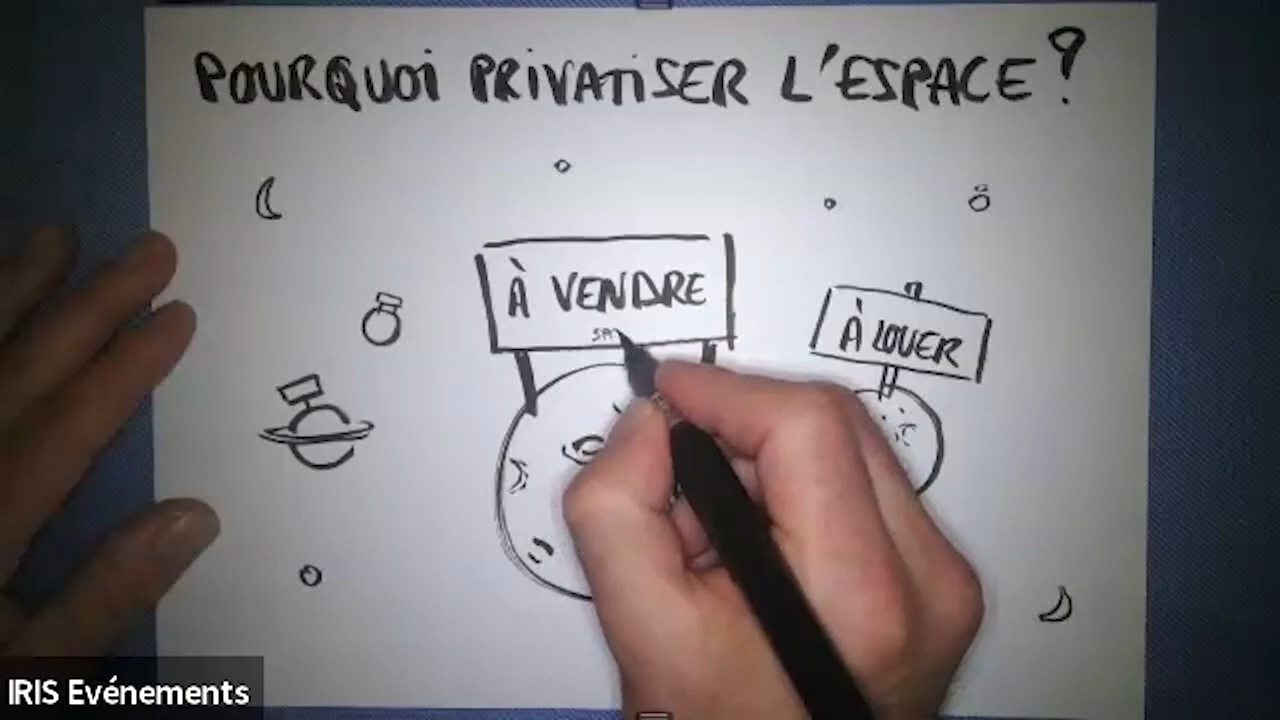 POURQUOI PRIVATISER L'ESPACE ?
À VENDRE
À LOUER
IRIS Evénements